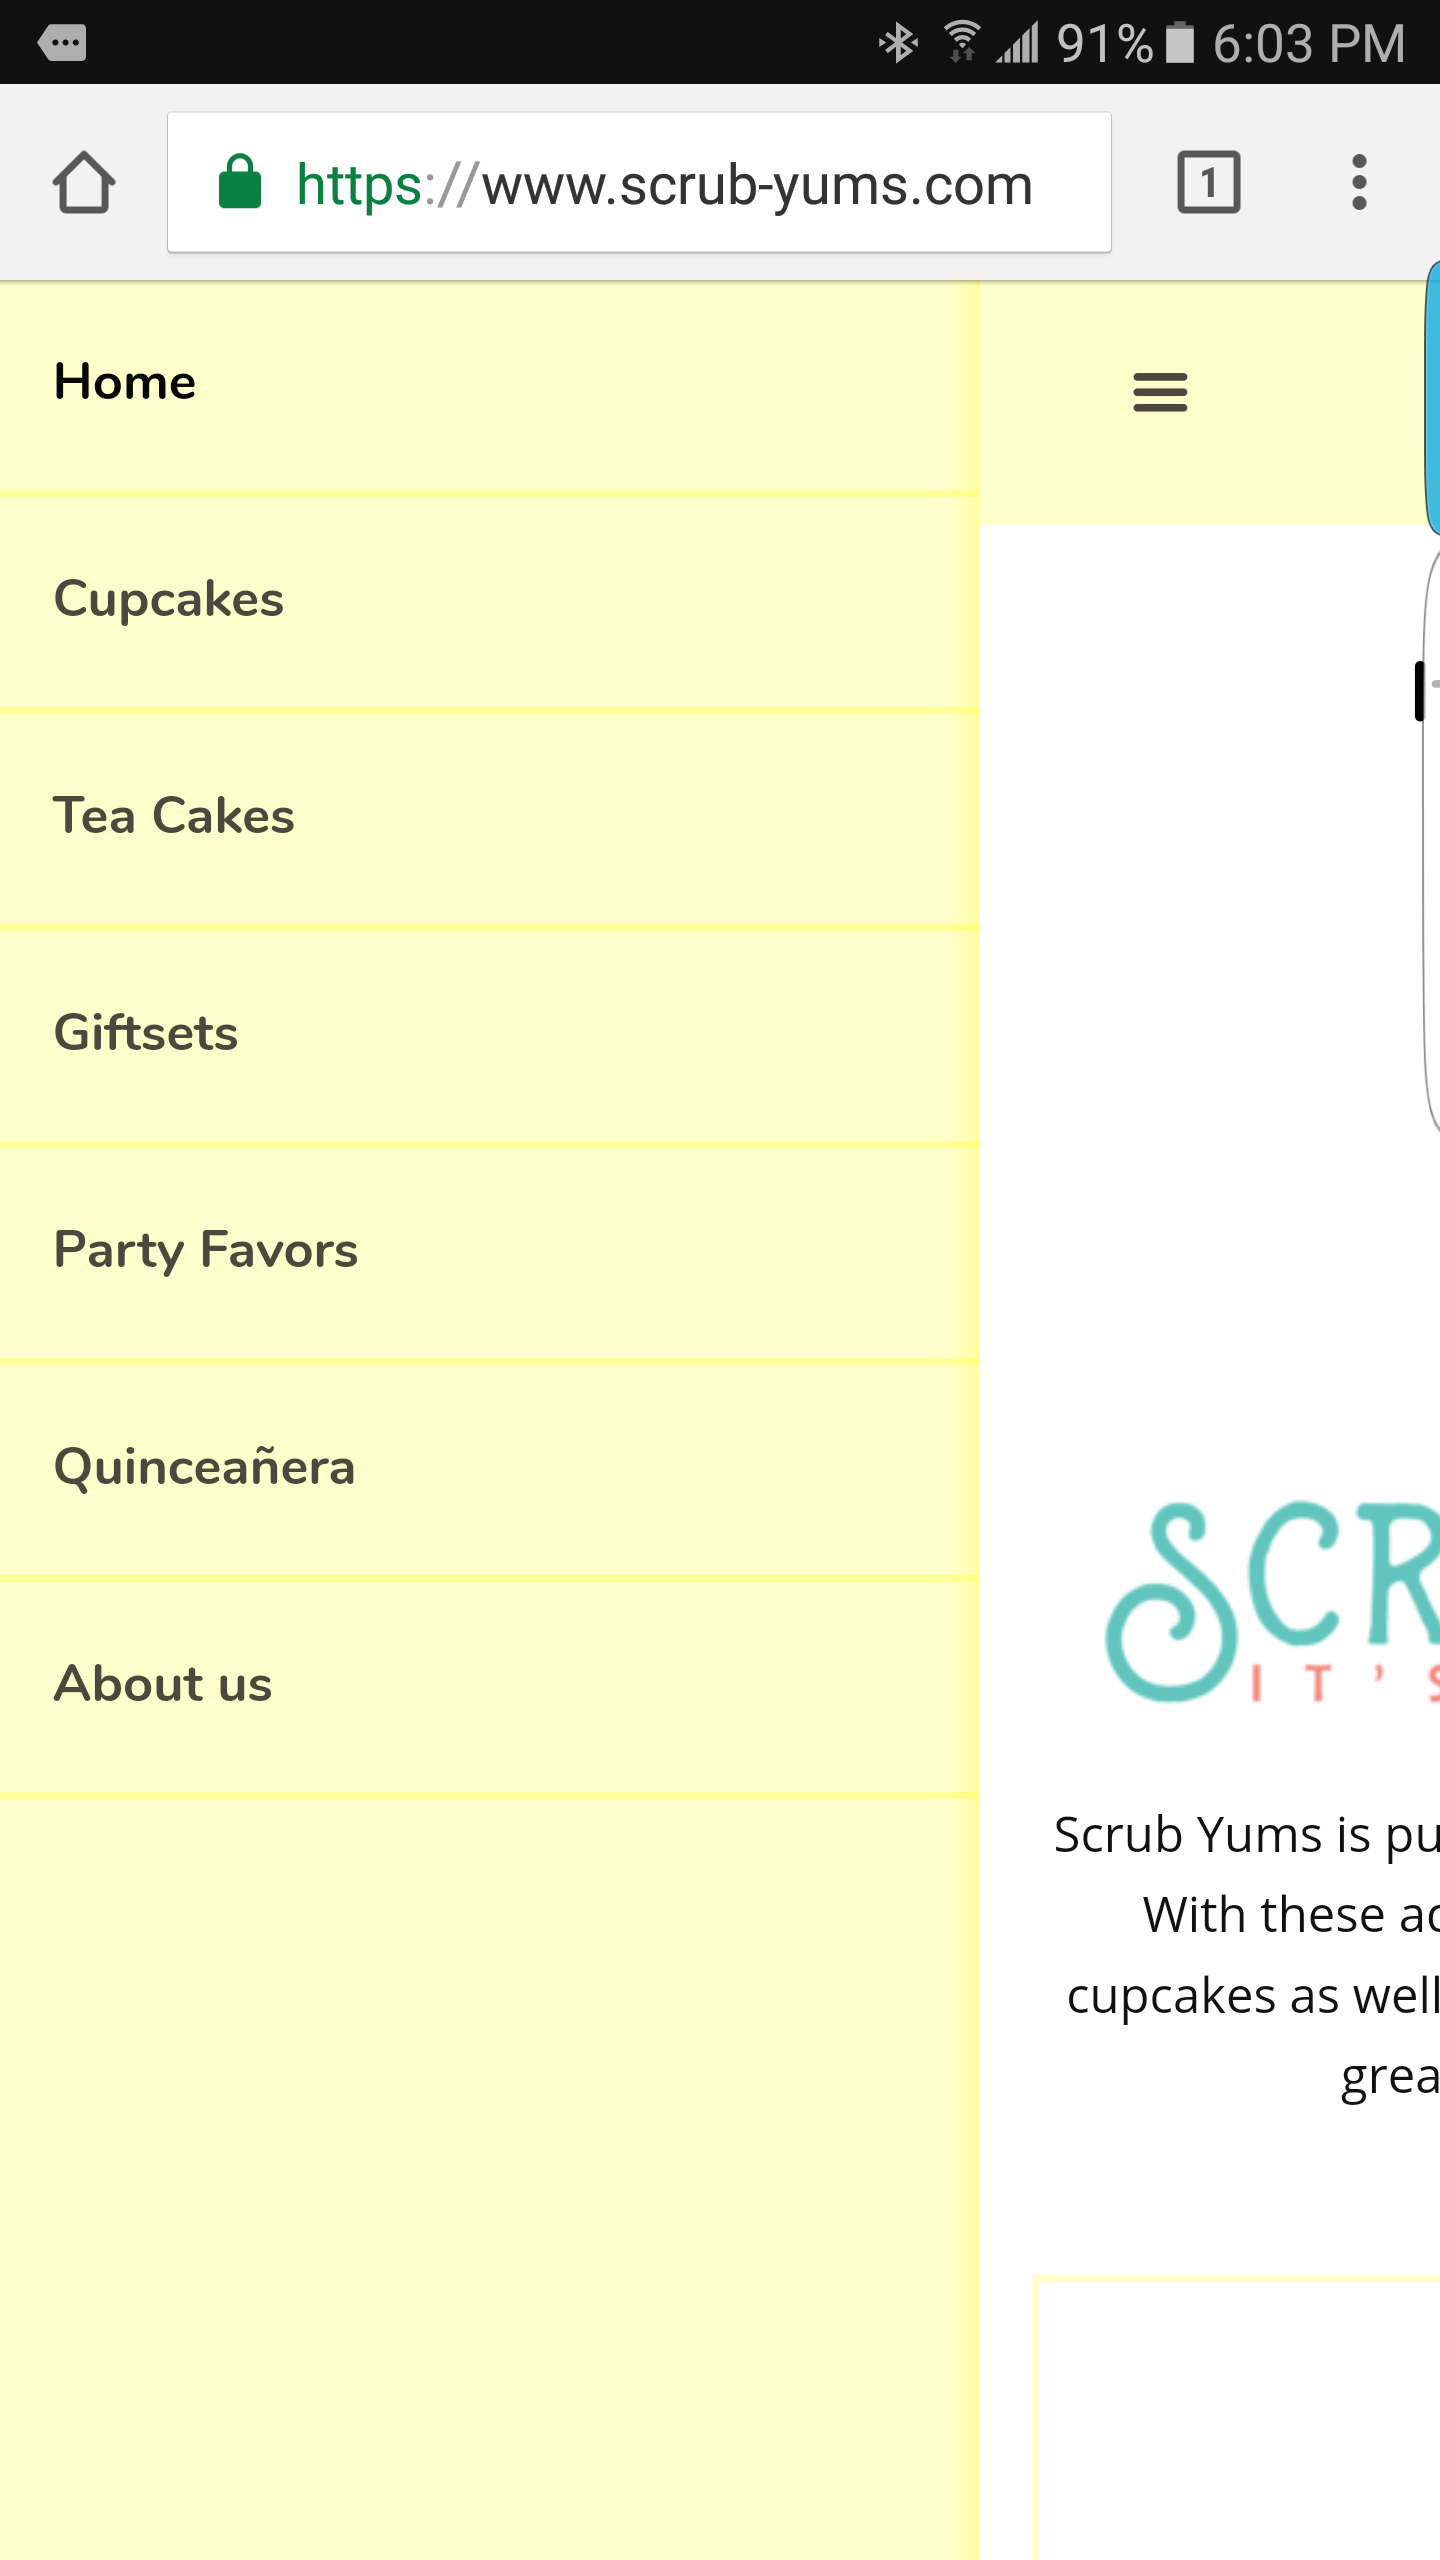 91% 6:03 PM
https://www.scrub-yums.com
1
Home
Cupcakes
Tea Cakes
Giftsets
Party Favors
Quinceañera
About us
SCR
IT'S
Scrub Yums is pu
With these
cupcakes as well
grea